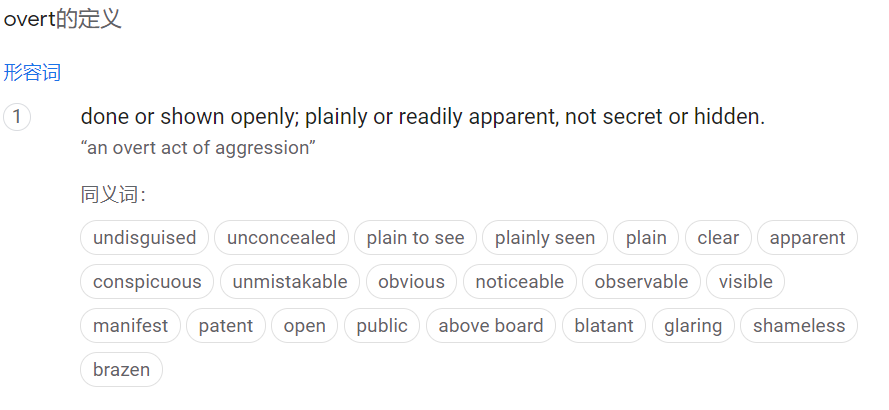 overt的定义
形容词
1 done or shown openly; plainly or readily apparent, not secret or hidden.
“an overt act of aggression”
同义词：
undisguised unconcealed plain to see plainly seen plain clear apparent
conspicuous unmistakable obvious noticeable observable visible
manifest patent open public above board blatant glaring shameless
brazen